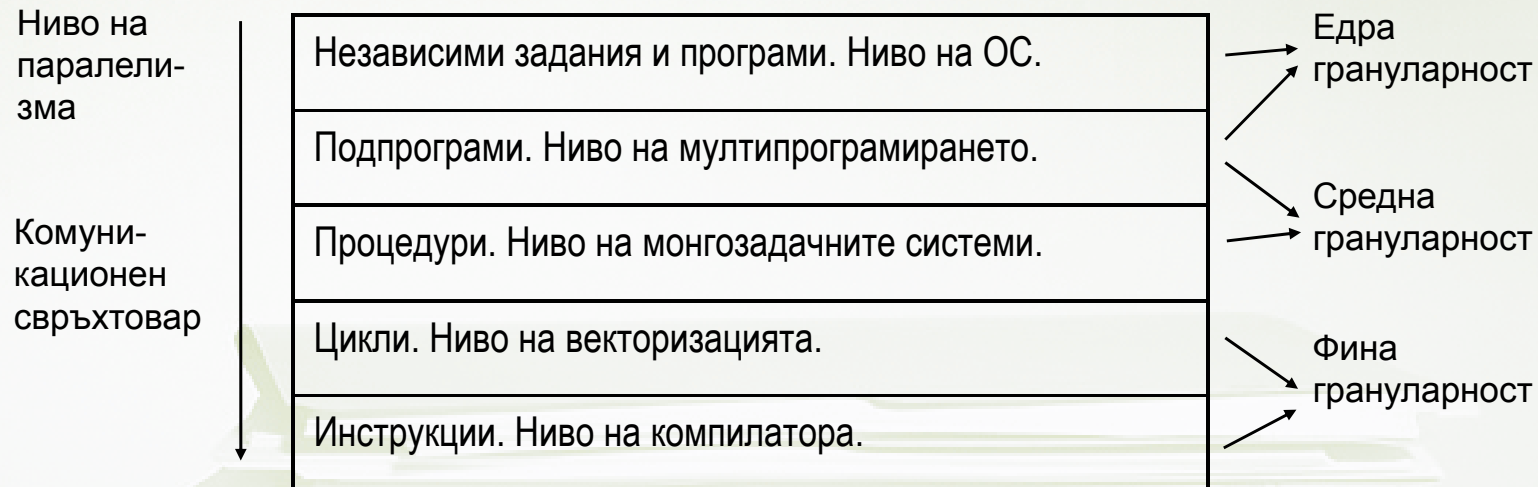 Ниво на
паралели-
зма
Комуни-
кационен
свръхтовар
Независими задания и програми. Ниво на ОС.
Подпрограми. Ниво на мултипрограмирането.
Процедури. Ниво на монгозадачните системи.
Цикли. Ниво на векторизацията.
Инструкции. Ниво на компилатора.
Едра
грануларност
Средна
грануларност
Фина
грануларност